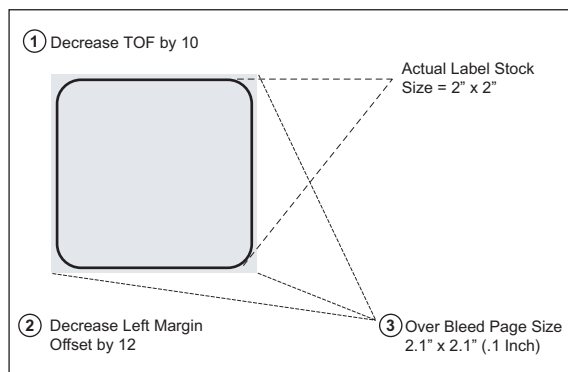 1 Decrease TOF by 10
Actual Label Stock
Size = 2” x 2”
2 Decrease Left Margin
Offset by 12
3 Over Bleed Page Size
2.1” x 2.1” (.1 Inch)